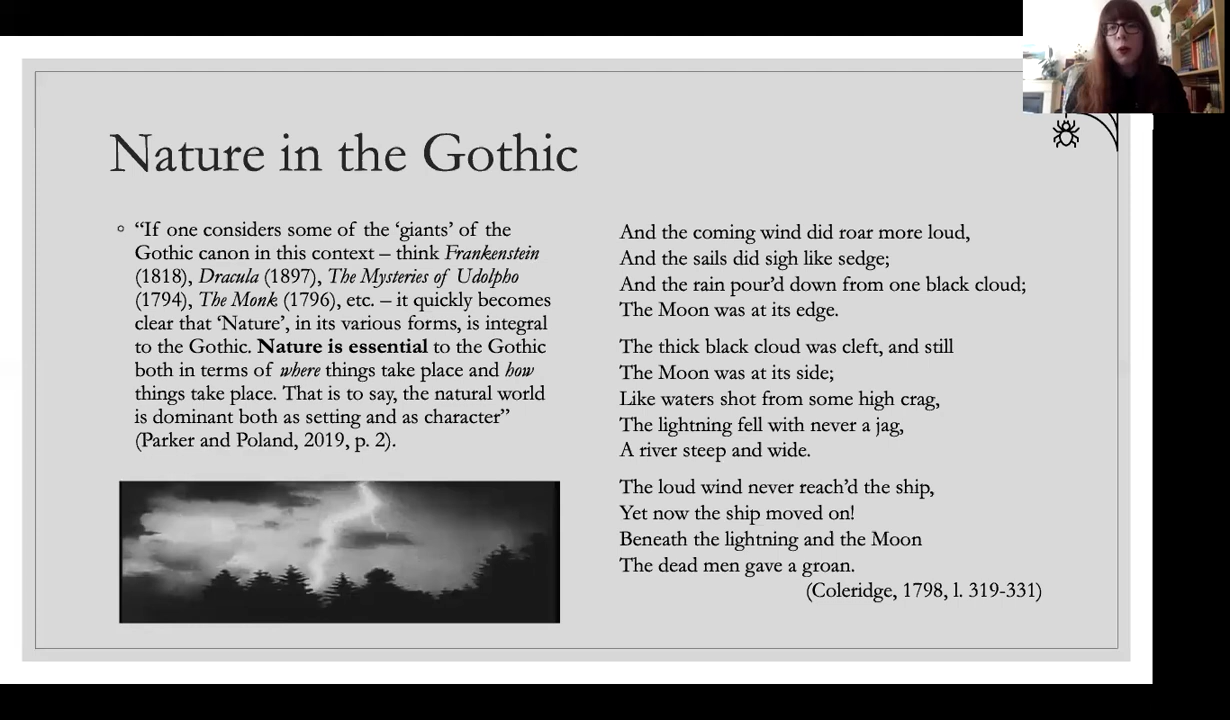 Nature in the Gothic
“If one considers some of the ‘giants’ of the
Gothic canon in this context – think Frankenstein
(1818), Dracula (1897), The Mysteries of Udolpho
(1794), The Monk (1796), etc. – it quickly becomes
clear that ‘Nature’, in its various forms, is integral
to the Gothic. Nature is essential to the Gothic
both in terms of where things take place and how
things take place. That is to say, the natural world
is dominant both as setting and as character”
(Parker and Poland, 2019, p. 2).
And the coming wind did roar more loud,
And the sails did sigh like sedge;
And the rain pour’d down from one black cloud;
The Moon was at its edge.
The thick black cloud was cleft, and still
The Moon was at its side;
Like waters shot from some high crag,
The lightning fell with never a jag,
A river steep and wide.
The loud wind never reach’d the ship,
Yet now the ship moved on!
Beneath the lightning and the Moon
The dead men gave a groan.
(Coleridge, 1798, l. 319-331)